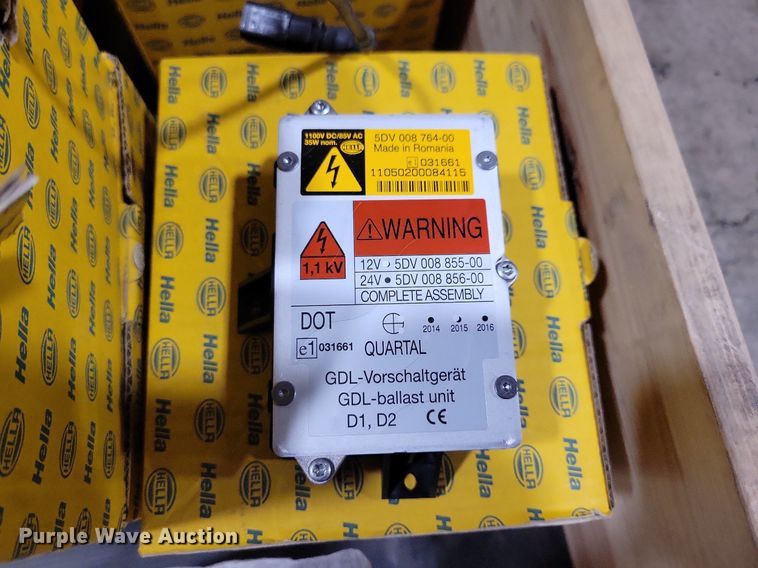 1100V DC/85V AC
35W nom.
HELLA
5DV 008 764-00
Made in Romania
e1 031661
11050200084115
1,1 kV
WARNING
12V 5DV 008 855-00
24V 5DV 008 856-00
COMPLETE ASSEMBLY
DOT
2014 2015 2016
e1 031661 QUARTAL
GDL-Vorschaltgerät
GDL-ballast unit
D1, D2 CE
HELLA
Hella
Purple Wave Auction